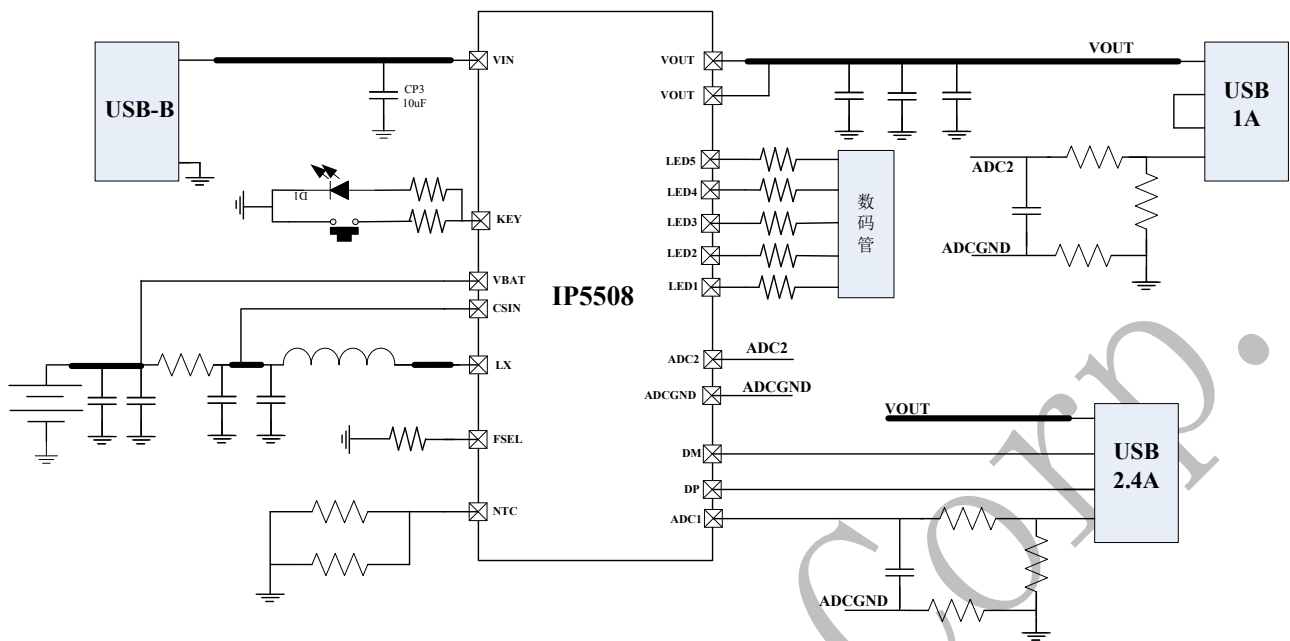 USB-B
CP3
10uF
D1
VIN
KEY
VBAT
CSIN
LX
FSEL
NTC
IP5508
VOUT
VOUT
LED5
LED4
LED3
LED2
LED1
ADC2
ADCGND
DM
DP
ADC1
数
码
管
VOUT
USB
1A
ADC2
ADCGND
ADC2
ADCGND
VOUT
USB
2.4A
ADCGND
Corp.